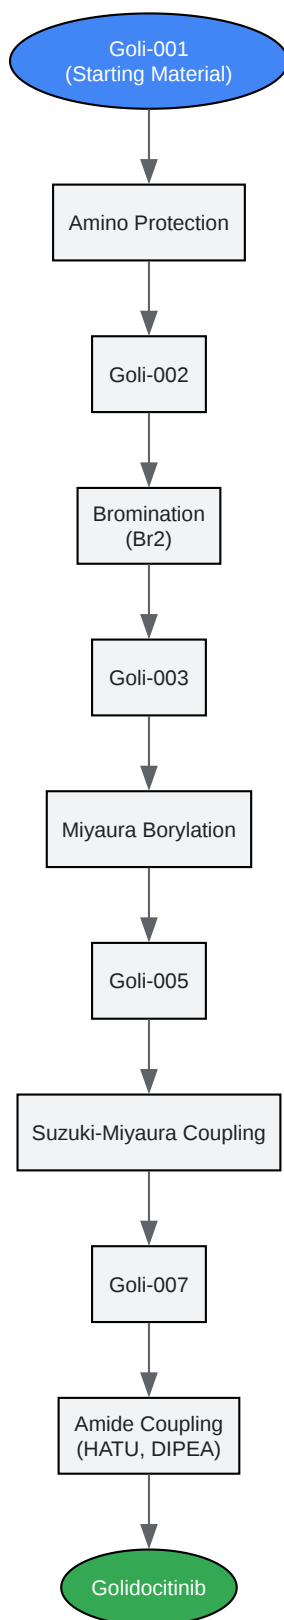 Goli-001
(Starting Material)
Amino Protection
Goli-002
Bromination
(Br2)
Goli-003
Miyaura Borylation
Goli-005
Suzuki-Miyaura Coupling
Goli-007
Amide Coupling
(HATU, DIPEA)
Golidocitinib